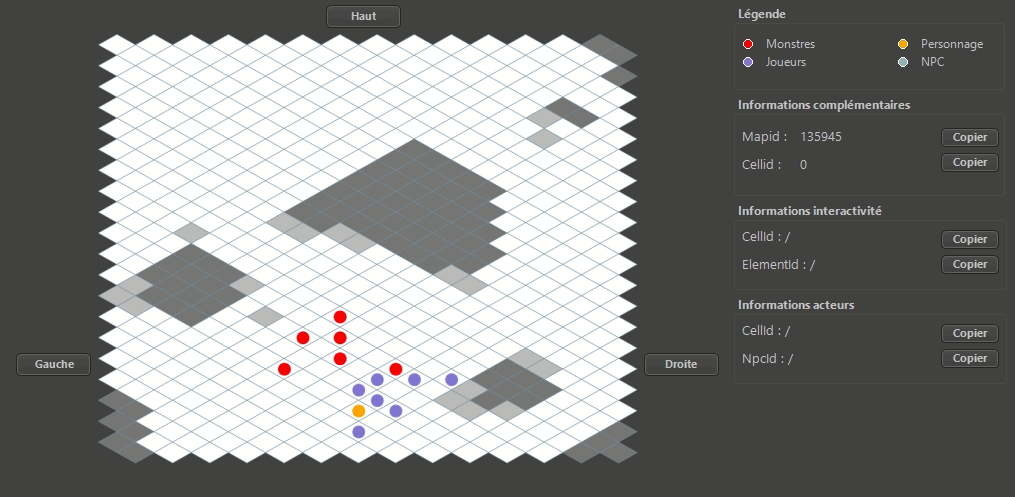 Haut
Gauche
Droite
Légende
Monstres
Personnage
Joueurs
NPC
Informations complémentaires
Mapid : 135945
Copier
Cellid : 0
Copier
Informations interactivité
CellId : /
Copier
ElementId : /
Copier
Informations acteurs
CellId : /
Copier
NpcId : /
Copier